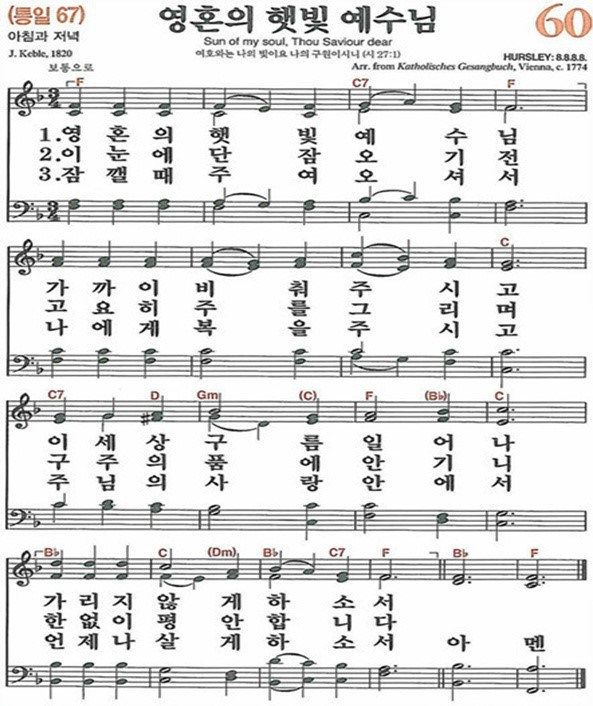 (통일 67) 영혼의 햇빛 예수님 60
아침과 저녁 Sun of my soul, Thou Saviour dear
J. Keble, 1820 여호와는 나의 빛이요 나의 구원이시니 (시 27:1) HURSLEY: 8.8.8.8.
보통으로 Arr. from Katholisches Gesangbuch, Vienna, c. 1774
F C7 F
1.영 혼 의 햇 빛 예 수 님
2.이 눈 에 단 잠 오 기 전
3.잠 깰 때 주 여 오 셔 서
C
가 까 이 비 춰 주 시 고
고 요 히 주 를 그 리 며
나 에 게 복 을 주 시 고
C7 D Gm (C) F (B♭) C
이 세 상 구 름 일 어 나
구 주 의 품 에 안 기 니
주 님 의 사 랑 안 에 서
B♭ C (Dm) B♭ C7 F B♭ F
가 리 지 않 게 하 소 서
한 없 이 평 안 합 니 다
언 제 나 살 게 하 소 서 아 멘